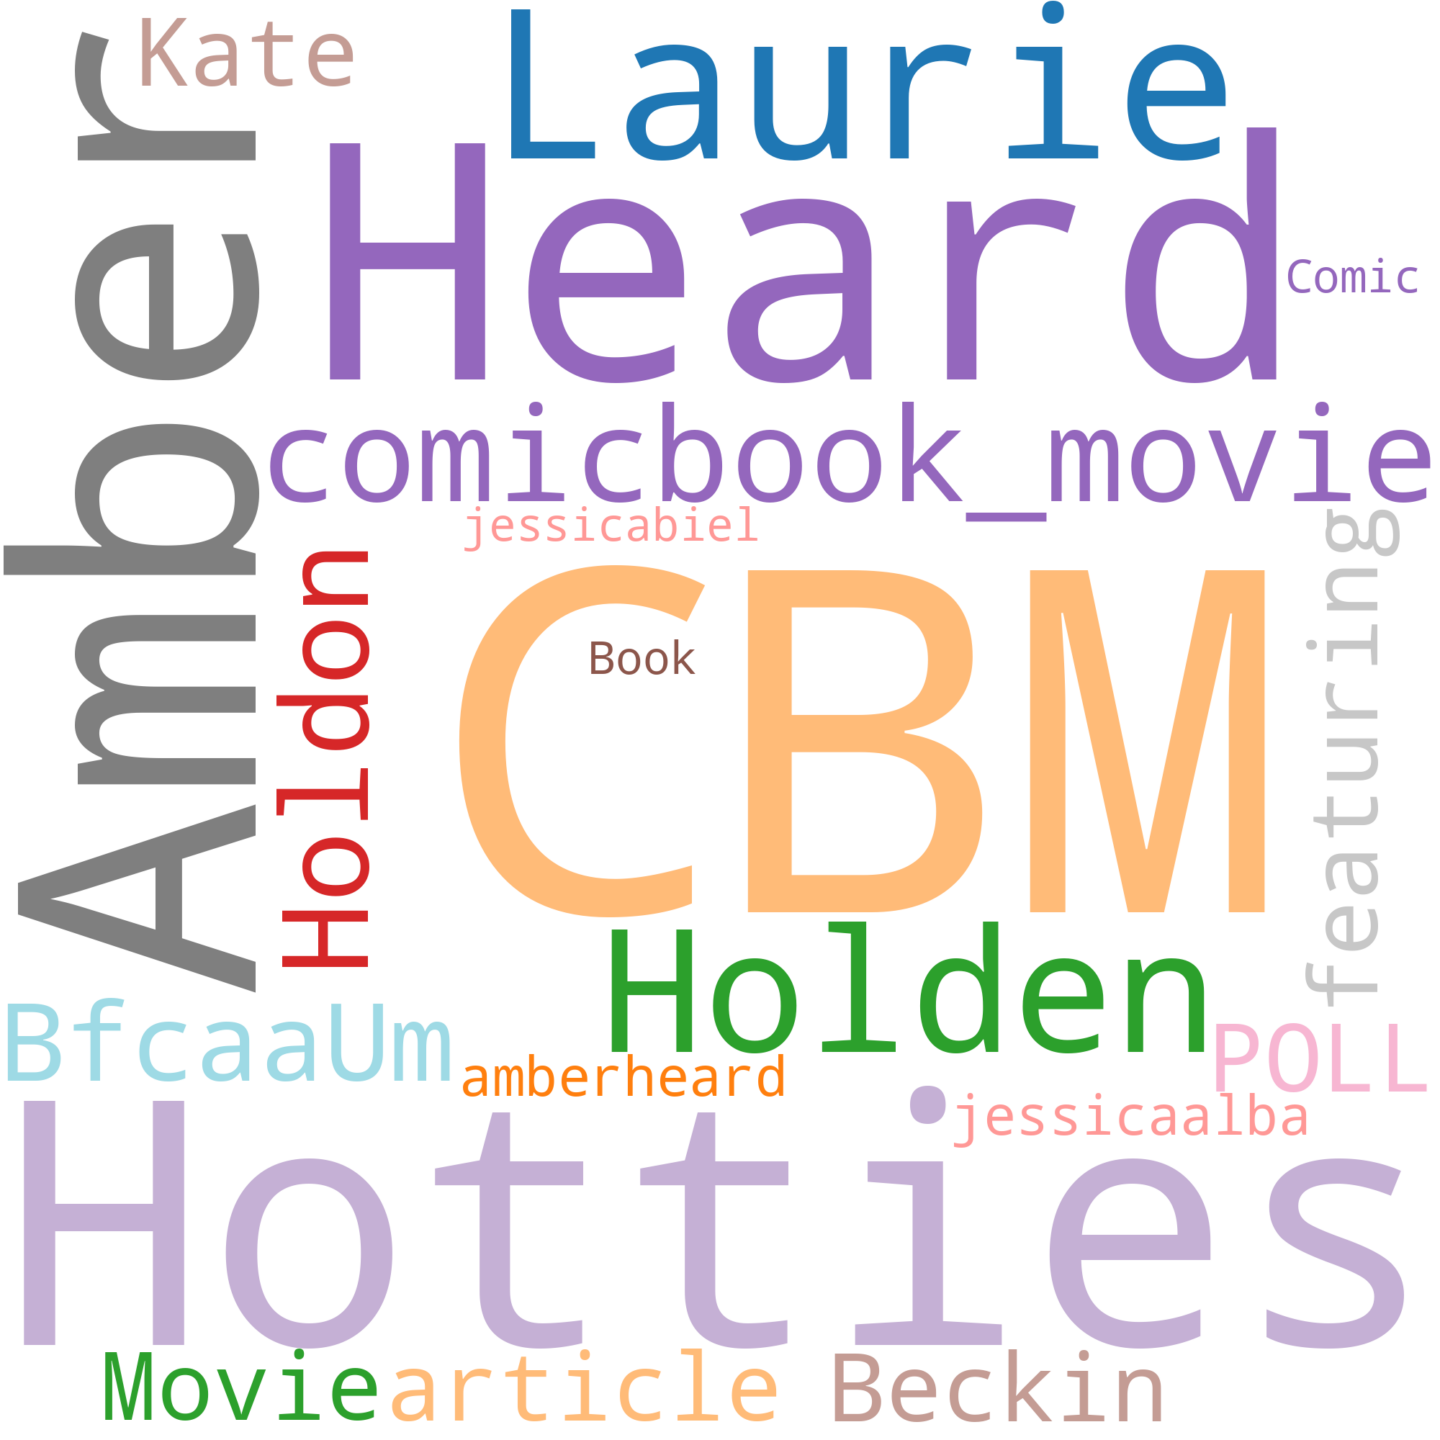 Kate
Laurie
Amber
Heard
Comic
comicbook_movie
jessicabiel
Holdon
CBM
Book
featuring
Holden
BfcaaUm
amberheard
POLL
jessicaalba
Hotties
Movie
article
Beckin